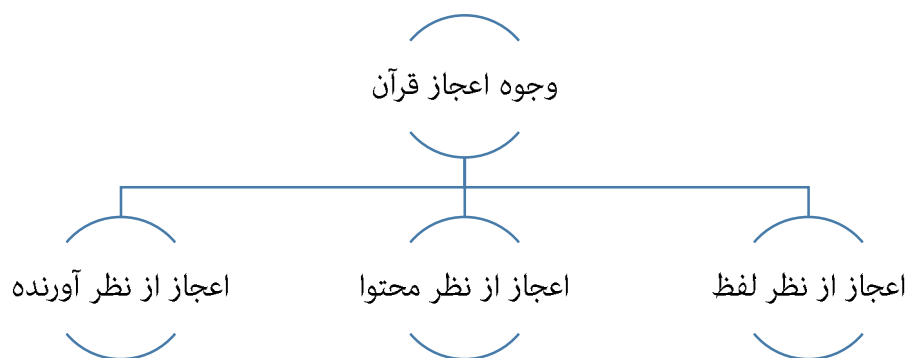 وجوه اعجاز قرآن
اعجاز از نظر لفظ
اعجاز از نظر محتوا
اعجاز از نظر آورنده